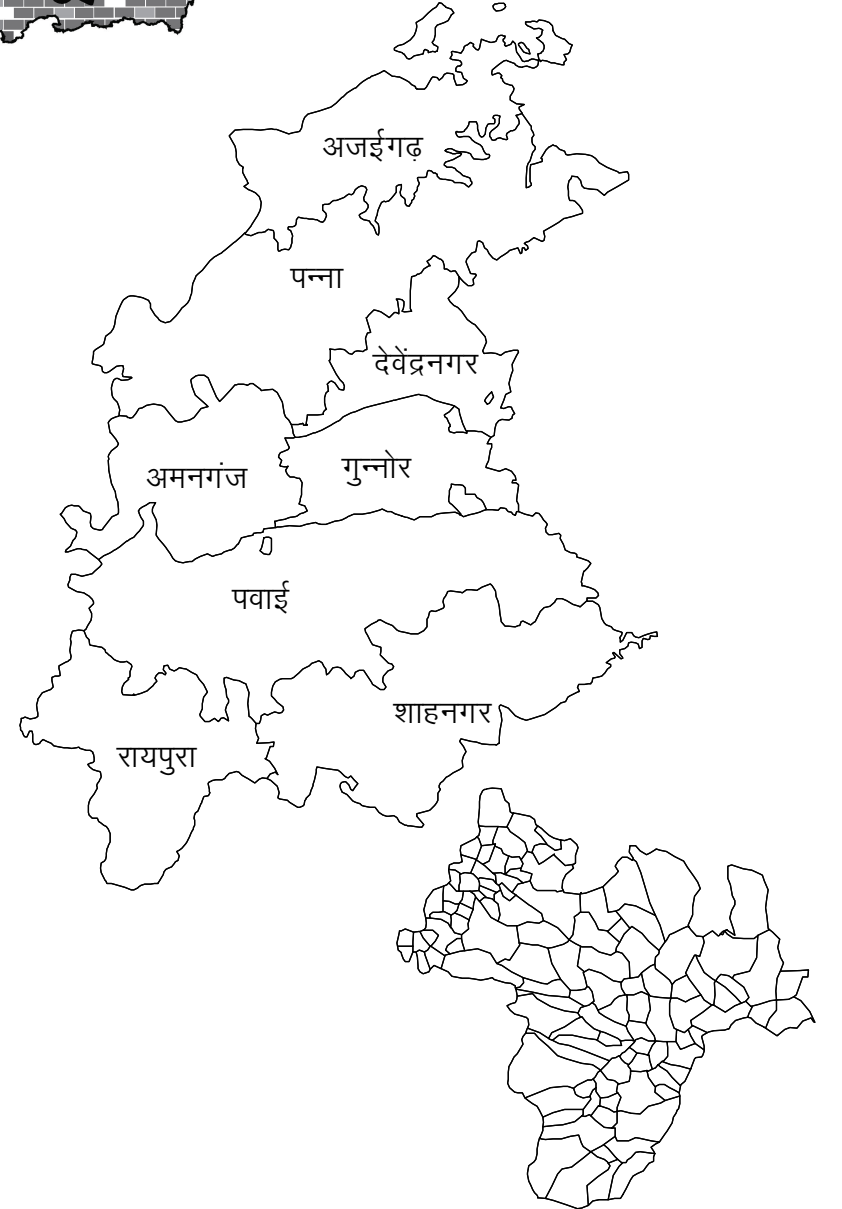 अजईगढ़
पन्ना
देवेंद्रनगर
अमनगंज
गुन्नोर
पवाई
शाहनगर
रायपुरा